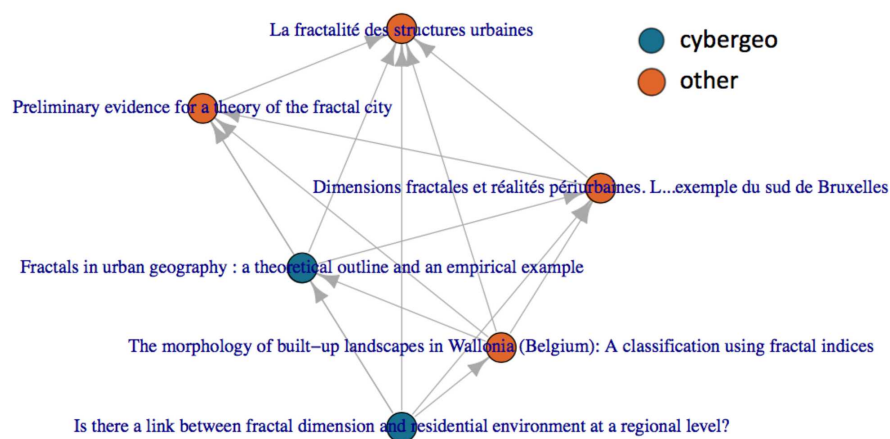 La fractalité des structures urbaines
cybergeo
other
Preliminary evidence for a theory of the fractal city
Dimensions fractales et réalités périurbaines. L...exemple du sud de Bruxelles
Fractals in urban geography : a theoretical outline and an empirical example
The morphology of built−up landscapes in Wallonia (Belgium): A classification using fractal indices
Is there a link between fractal dimension and residential environment at a regional level?